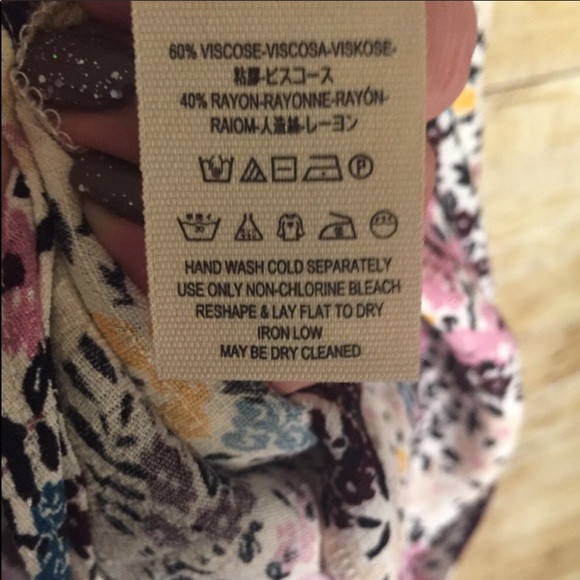 60% VISCOSE-VISCOSA-VISKOSE-
粘膠-ビスコース
40% RAYON-RAYONNE-RAYÓN-
RAIOM-人造絲-レーヨン
P
HAND WASH COLD SEPARATELY
USE ONLY NON-CHLORINE BLEACH
RESHAPE & LAY FLAT TO DRY
IRON LOW
MAY BE DRY CLEANED